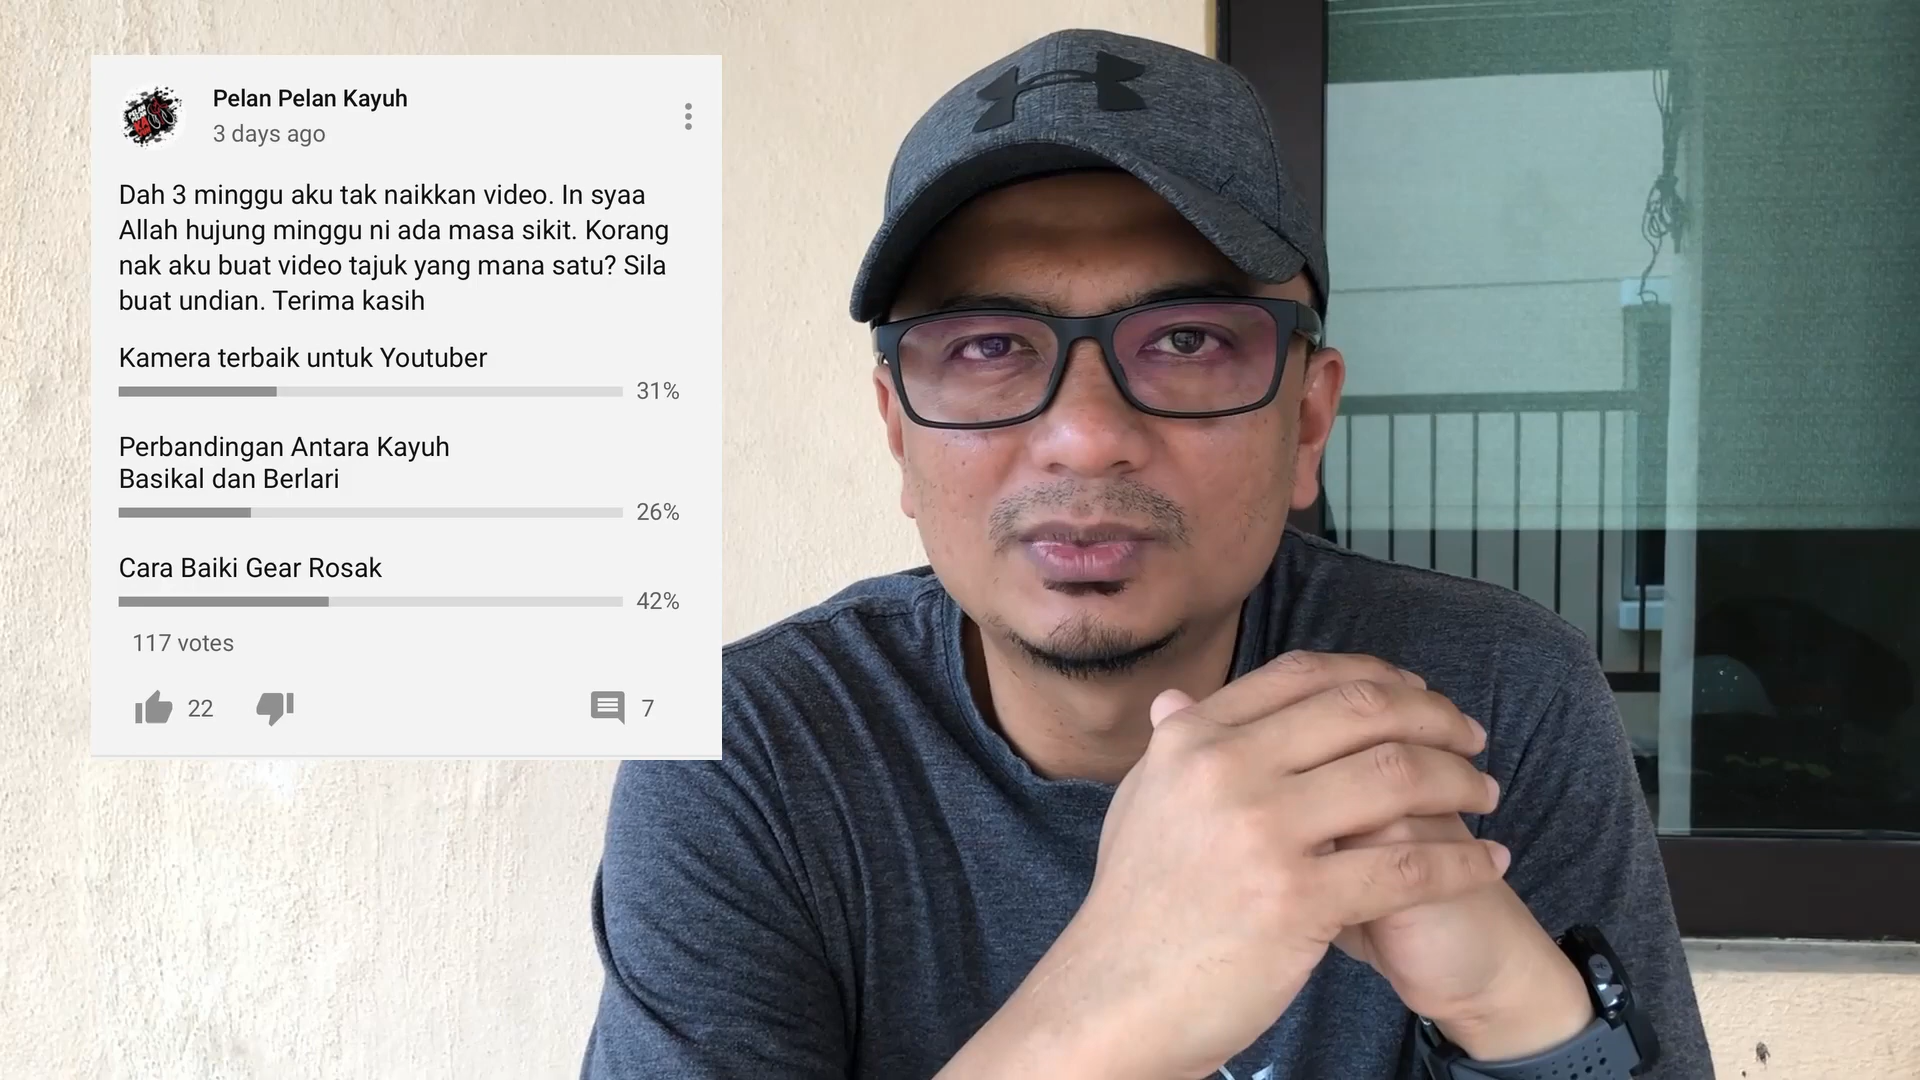 Pelan Pelan Kayuh
3 days ago
Dah 3 minggu aku tak naikkan video. In syaa
Allah hujung minggu ni ada masa sikit. Korang
nak aku buat video tajuk yang mana satu? Sila
buat undian. Terima kasih
Kamera terbaik untuk Youtuber
31%
Perbandingan Antara Kayuh
Basikal dan Berlari
26%
Cara Baiki Gear Rosak
42%
117 votes
22
7